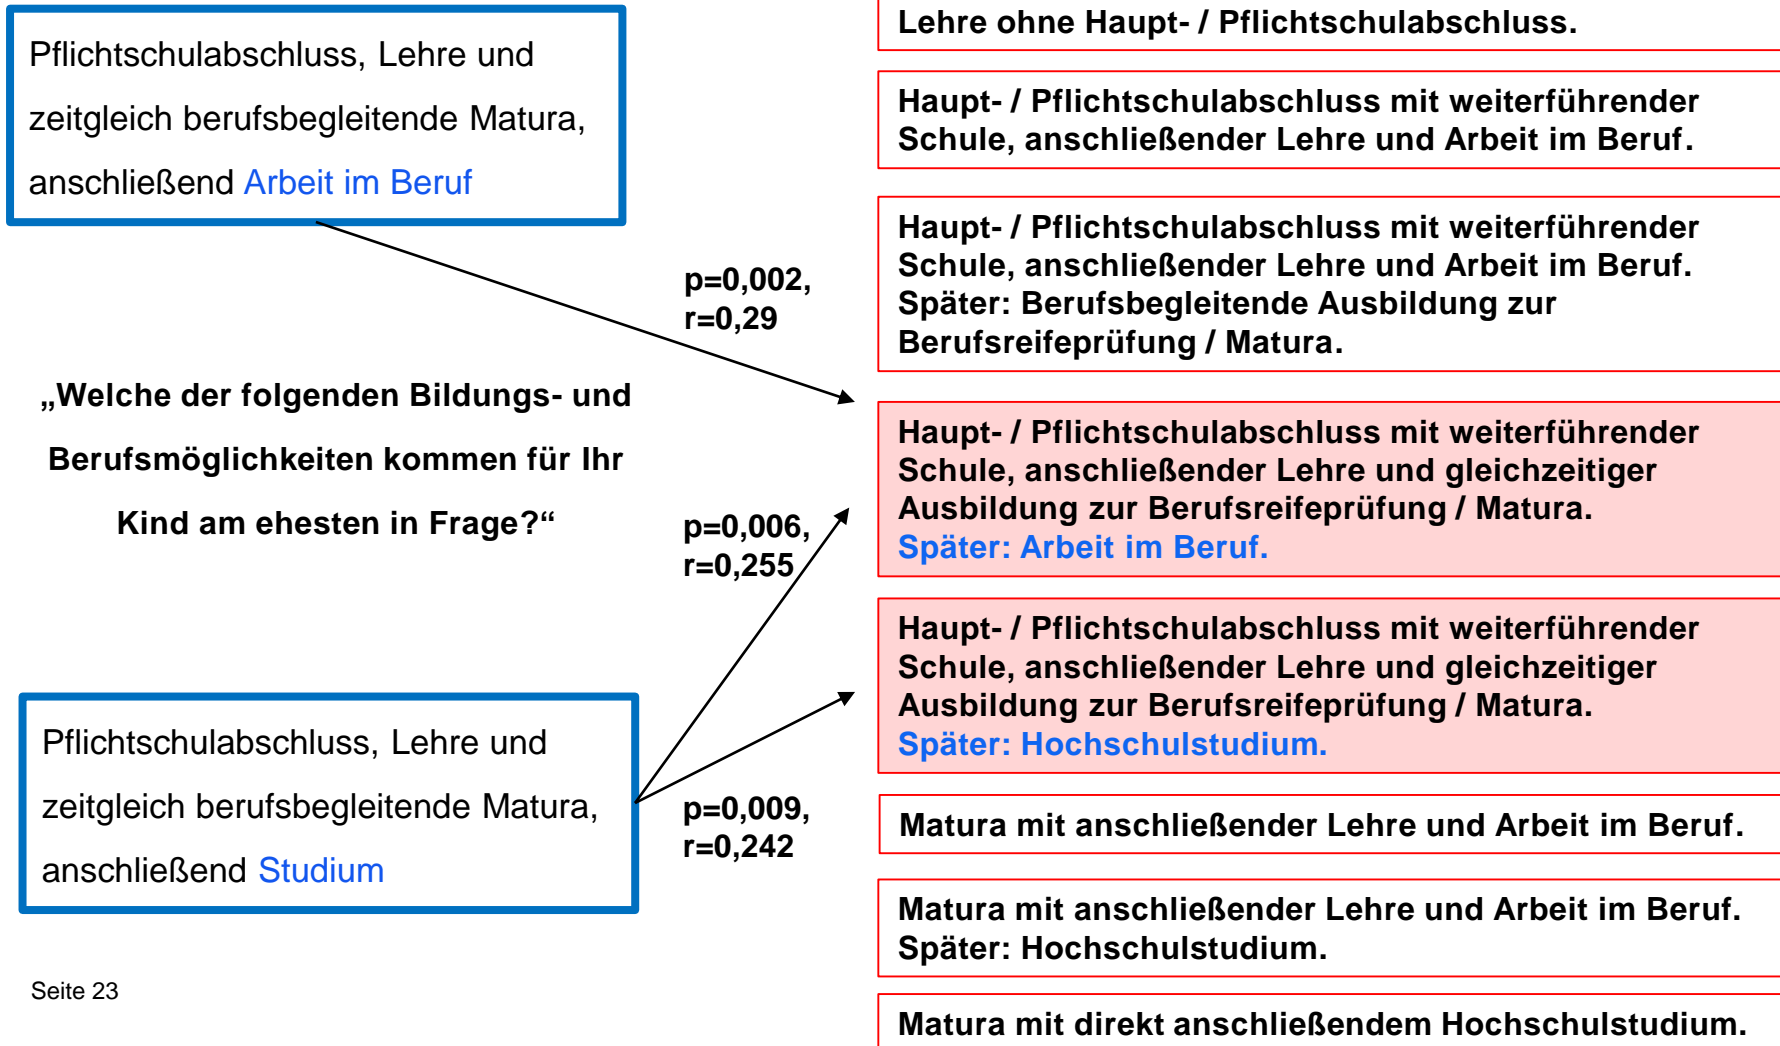 Pflichtschulabschluss, Lehre und
zeitgleich berufsbegleitende Matura,
anschließend Arbeit im Beruf
p=0,002,
r=0,29
„Welche der folgenden Bildungs- und
Berufsmöglichkeiten kommen für Ihr
Kind am ehesten in Frage?“
p=0,006,
r=0,255
Pflichtschulabschluss, Lehre und
zeitgleich berufsbegleitende Matura,
anschließend Studium
p=0,009,
r=0,242
Lehre ohne Haupt- / Pflichtschulabschluss.
Haupt- / Pflichtschulabschluss mit weiterführender
Schule, anschließender Lehre und Arbeit im Beruf.
Haupt- / Pflichtschulabschluss mit weiterführender
Schule, anschließender Lehre und Arbeit im Beruf.
Später: Berufsbegleitende Ausbildung zur
Berufsreifeprüfung / Matura.
Haupt- / Pflichtschulabschluss mit weiterführender
Schule, anschließender Lehre und gleichzeitiger
Ausbildung zur Berufsreifeprüfung / Matura.
Später: Arbeit im Beruf.
Haupt- / Pflichtschulabschluss mit weiterführender
Schule, anschließender Lehre und gleichzeitiger
Ausbildung zur Berufsreifeprüfung / Matura.
Später: Hochschulstudium.
Matura mit anschließender Lehre und Arbeit im Beruf.
Matura mit anschließender Lehre und Arbeit im Beruf.
Später: Hochschulstudium.
Matura mit direkt anschließendem Hochschulstudium.
Seite 23